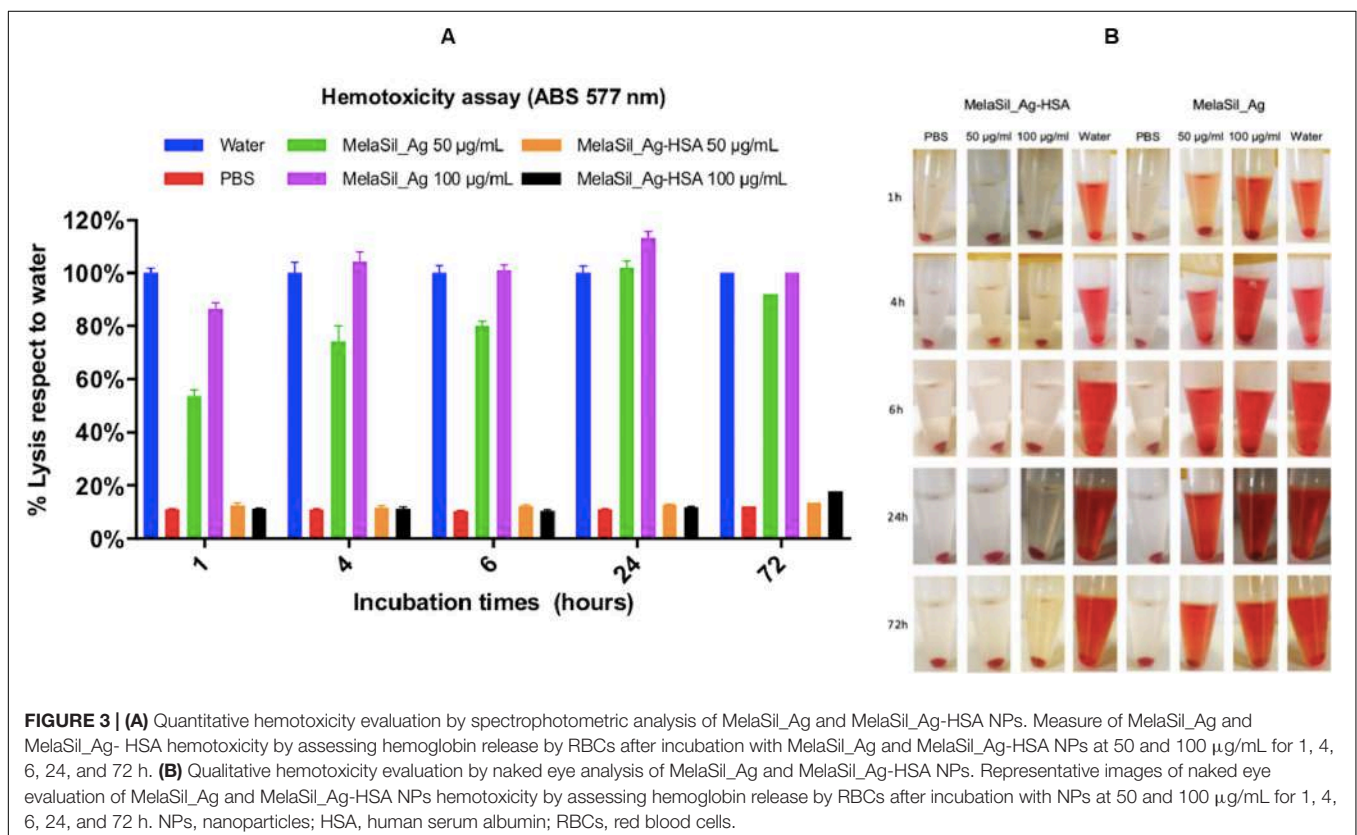 A
B
Hemotoxicity assay (ABS 577 nm)
Water
MelaSil_Ag 50 µg/mL
MelaSil_Ag-HSA 50 µg/mL
PBS
MelaSil_Ag 100 µg/mL
MelaSil_Ag-HSA 100 µg/mL
% Lysis respect to water
120%
100%
80%
60%
40%
20%
0%
1
4
6
24
72
Incubation times (hours)
MelaSil_Ag-HSA
MelaSil_Ag
PBS 50 µg/ml 100 µg/ml Water PBS 50 µg/ml 100 µg/ml Water
1h
4h
6h
24h
72h
FIGURE 3 | (A) Quantitative hemotoxicity evaluation by spectrophotometric analysis of MelaSil_Ag and MelaSil_Ag-HSA NPs. Measure of MelaSil_Ag and
MelaSil_Ag- HSA hemotoxicity by assessing hemoglobin release by RBCs after incubation with MelaSil_Ag and MelaSil_Ag-HSA NPs at 50 and 100 µg/mL for 1, 4,
6, 24, and 72 h. (B) Qualitative hemotoxicity evaluation by naked eye analysis of MelaSil_Ag and MelaSil_Ag-HSA NPs. Representative images of naked eye
evaluation of MelaSil_Ag and MelaSil_Ag-HSA NPs hemotoxicity by assessing hemoglobin release by RBCs after incubation with NPs at 50 and 100 µg/mL for 1, 4,
6, 24, and 72 h. NPs, nanoparticles; HSA, human serum albumin; RBCs, red blood cells.